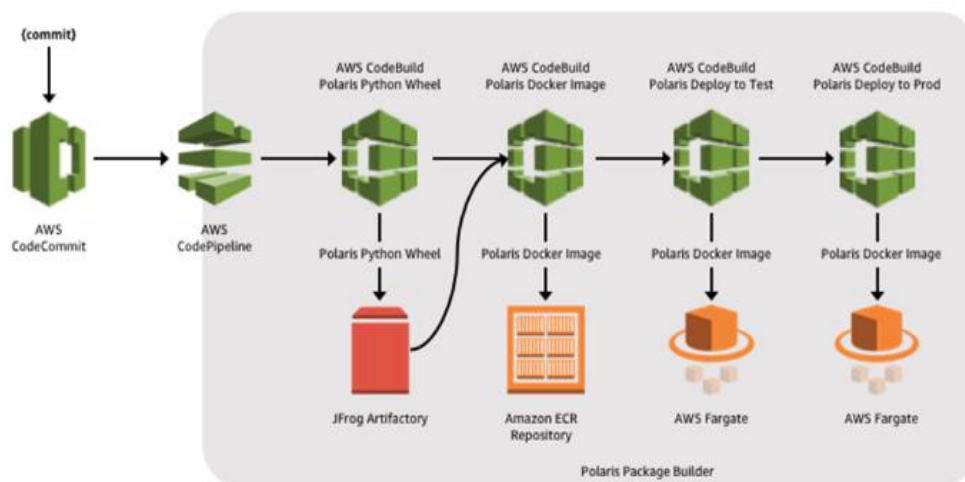 {commit}
AWS CodeBuild
Polaris Python Wheel
AWS CodeBuild
Polaris Docker Image
AWS CodeBuild
Polaris Deploy to Test
AWS CodeBuild
Polaris Deploy to Prod
AWS
CodeCommit
AWS
CodePipeline
Polaris Python Wheel
Polaris Docker Image
Polaris Docker Image
Polaris Docker Image
JFrog Artifactory
Amazon ECR
Repository
AWS Fargate
AWS Fargate
Polaris Package Builder